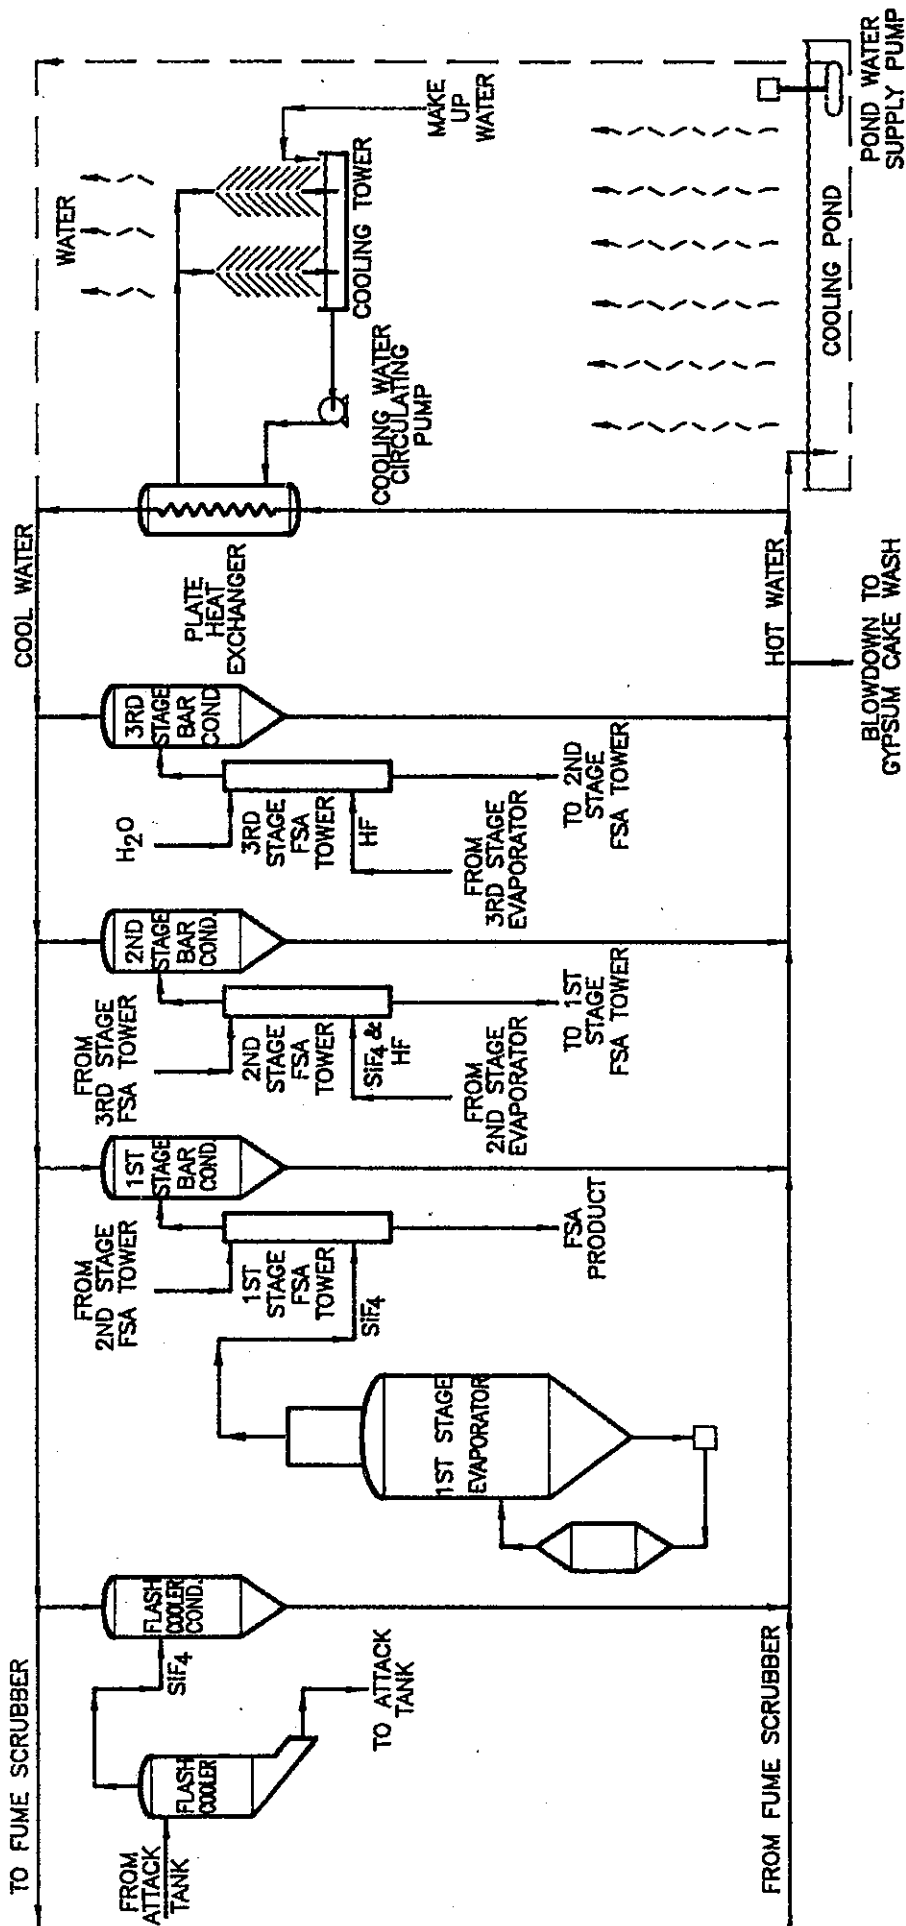 TO FUME SCRUBBER
COOL WATER
FROM
ATTACK
TANK
FLASH
COOLER
TO ATTACK
TANK
SiF4
FLASH
COOLER
COND.
1ST STAGE
EVAPORATOR
FROM
2ND STAGE
FSA TOWER
1ST
STAGE
FSA
TOWER
SiF4
1ST
STAGE
BAR
COND.
FSA
PRODUCT
FROM
3RD STAGE
FSA TOWER
2ND
STAGE
FSA
TOWER
SiF4 &
HF
2ND
STAGE
BAR
COND.
FROM
2ND STAGE
EVAPORATOR
TO 1ST
STAGE
FSA TOWER
H2O
3RD
STAGE
FSA
TOWER
HF
3RD
STAGE
BAR
COND
FROM
3RD STAGE
EVAPORATOR
TO 2ND
STAGE
FSA TOWER
PLATE
HEAT
EXCHANGER
WATER
COOLING WATER
CIRCULATING
PUMP
COOLING TOWER
MAKE
UP
WATER
FROM FUME SCRUBBER
HOT WATER
BLOWDOWN TO
GYPSUM CAKE WASH
COOLING POND
POND WATER
SUPPLY PUMP